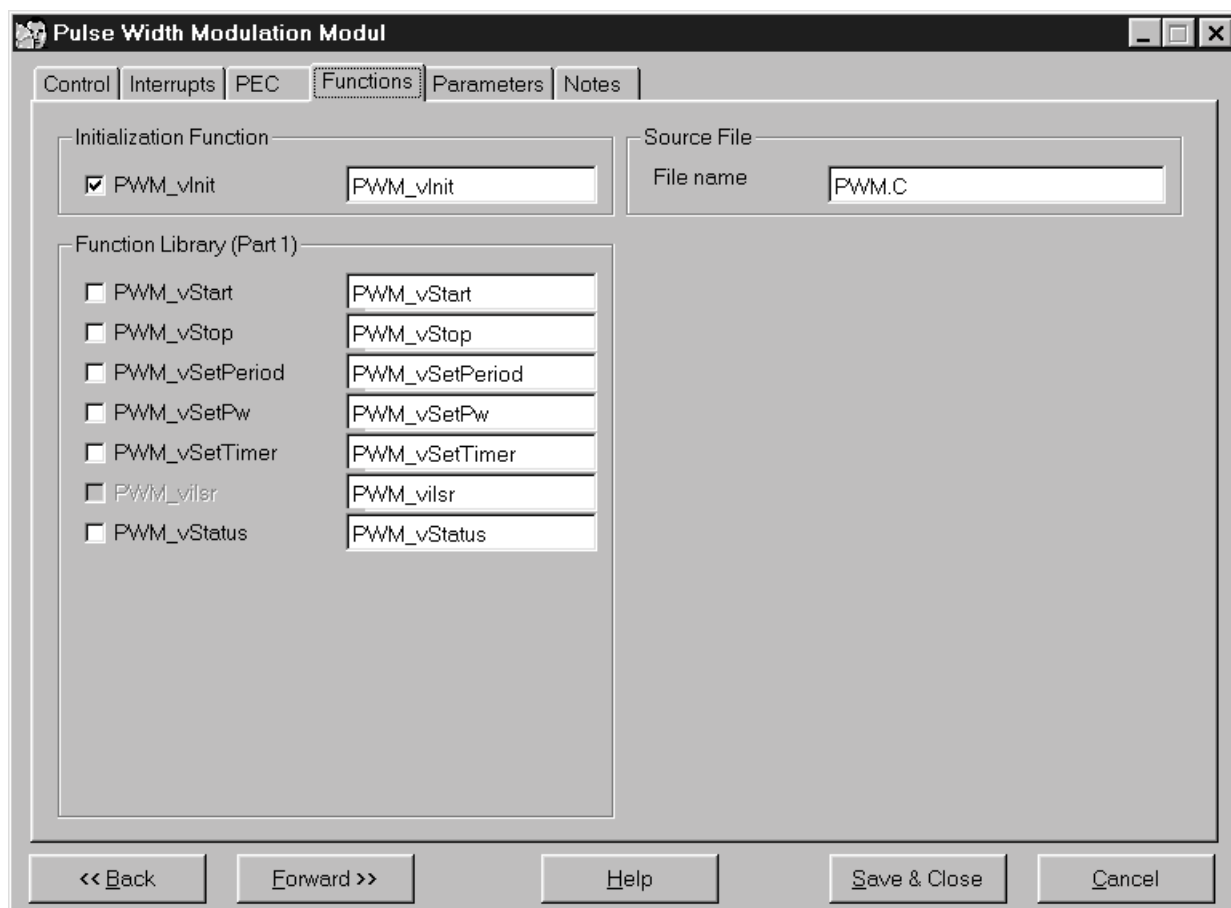 Pulse Width Modulation Modul
Control Interrupts PEC Functions Parameters Notes
Initialization Function
PWM_vInit PWM_vInit
Source File
File name PWM.C
Function Library (Part 1)
PWM_vStart PWM_vStart
PWM_vStop PWM_vStop
PWM_vSetPeriod PWM_vSetPeriod
PWM_vSetPw PWM_vSetPw
PWM_vSetTimer PWM_vSetTimer
PWM_viIsr PWM_viIsr
PWM_vStatus PWM_vStatus
<< Back Forward >> Help Save & Close Cancel